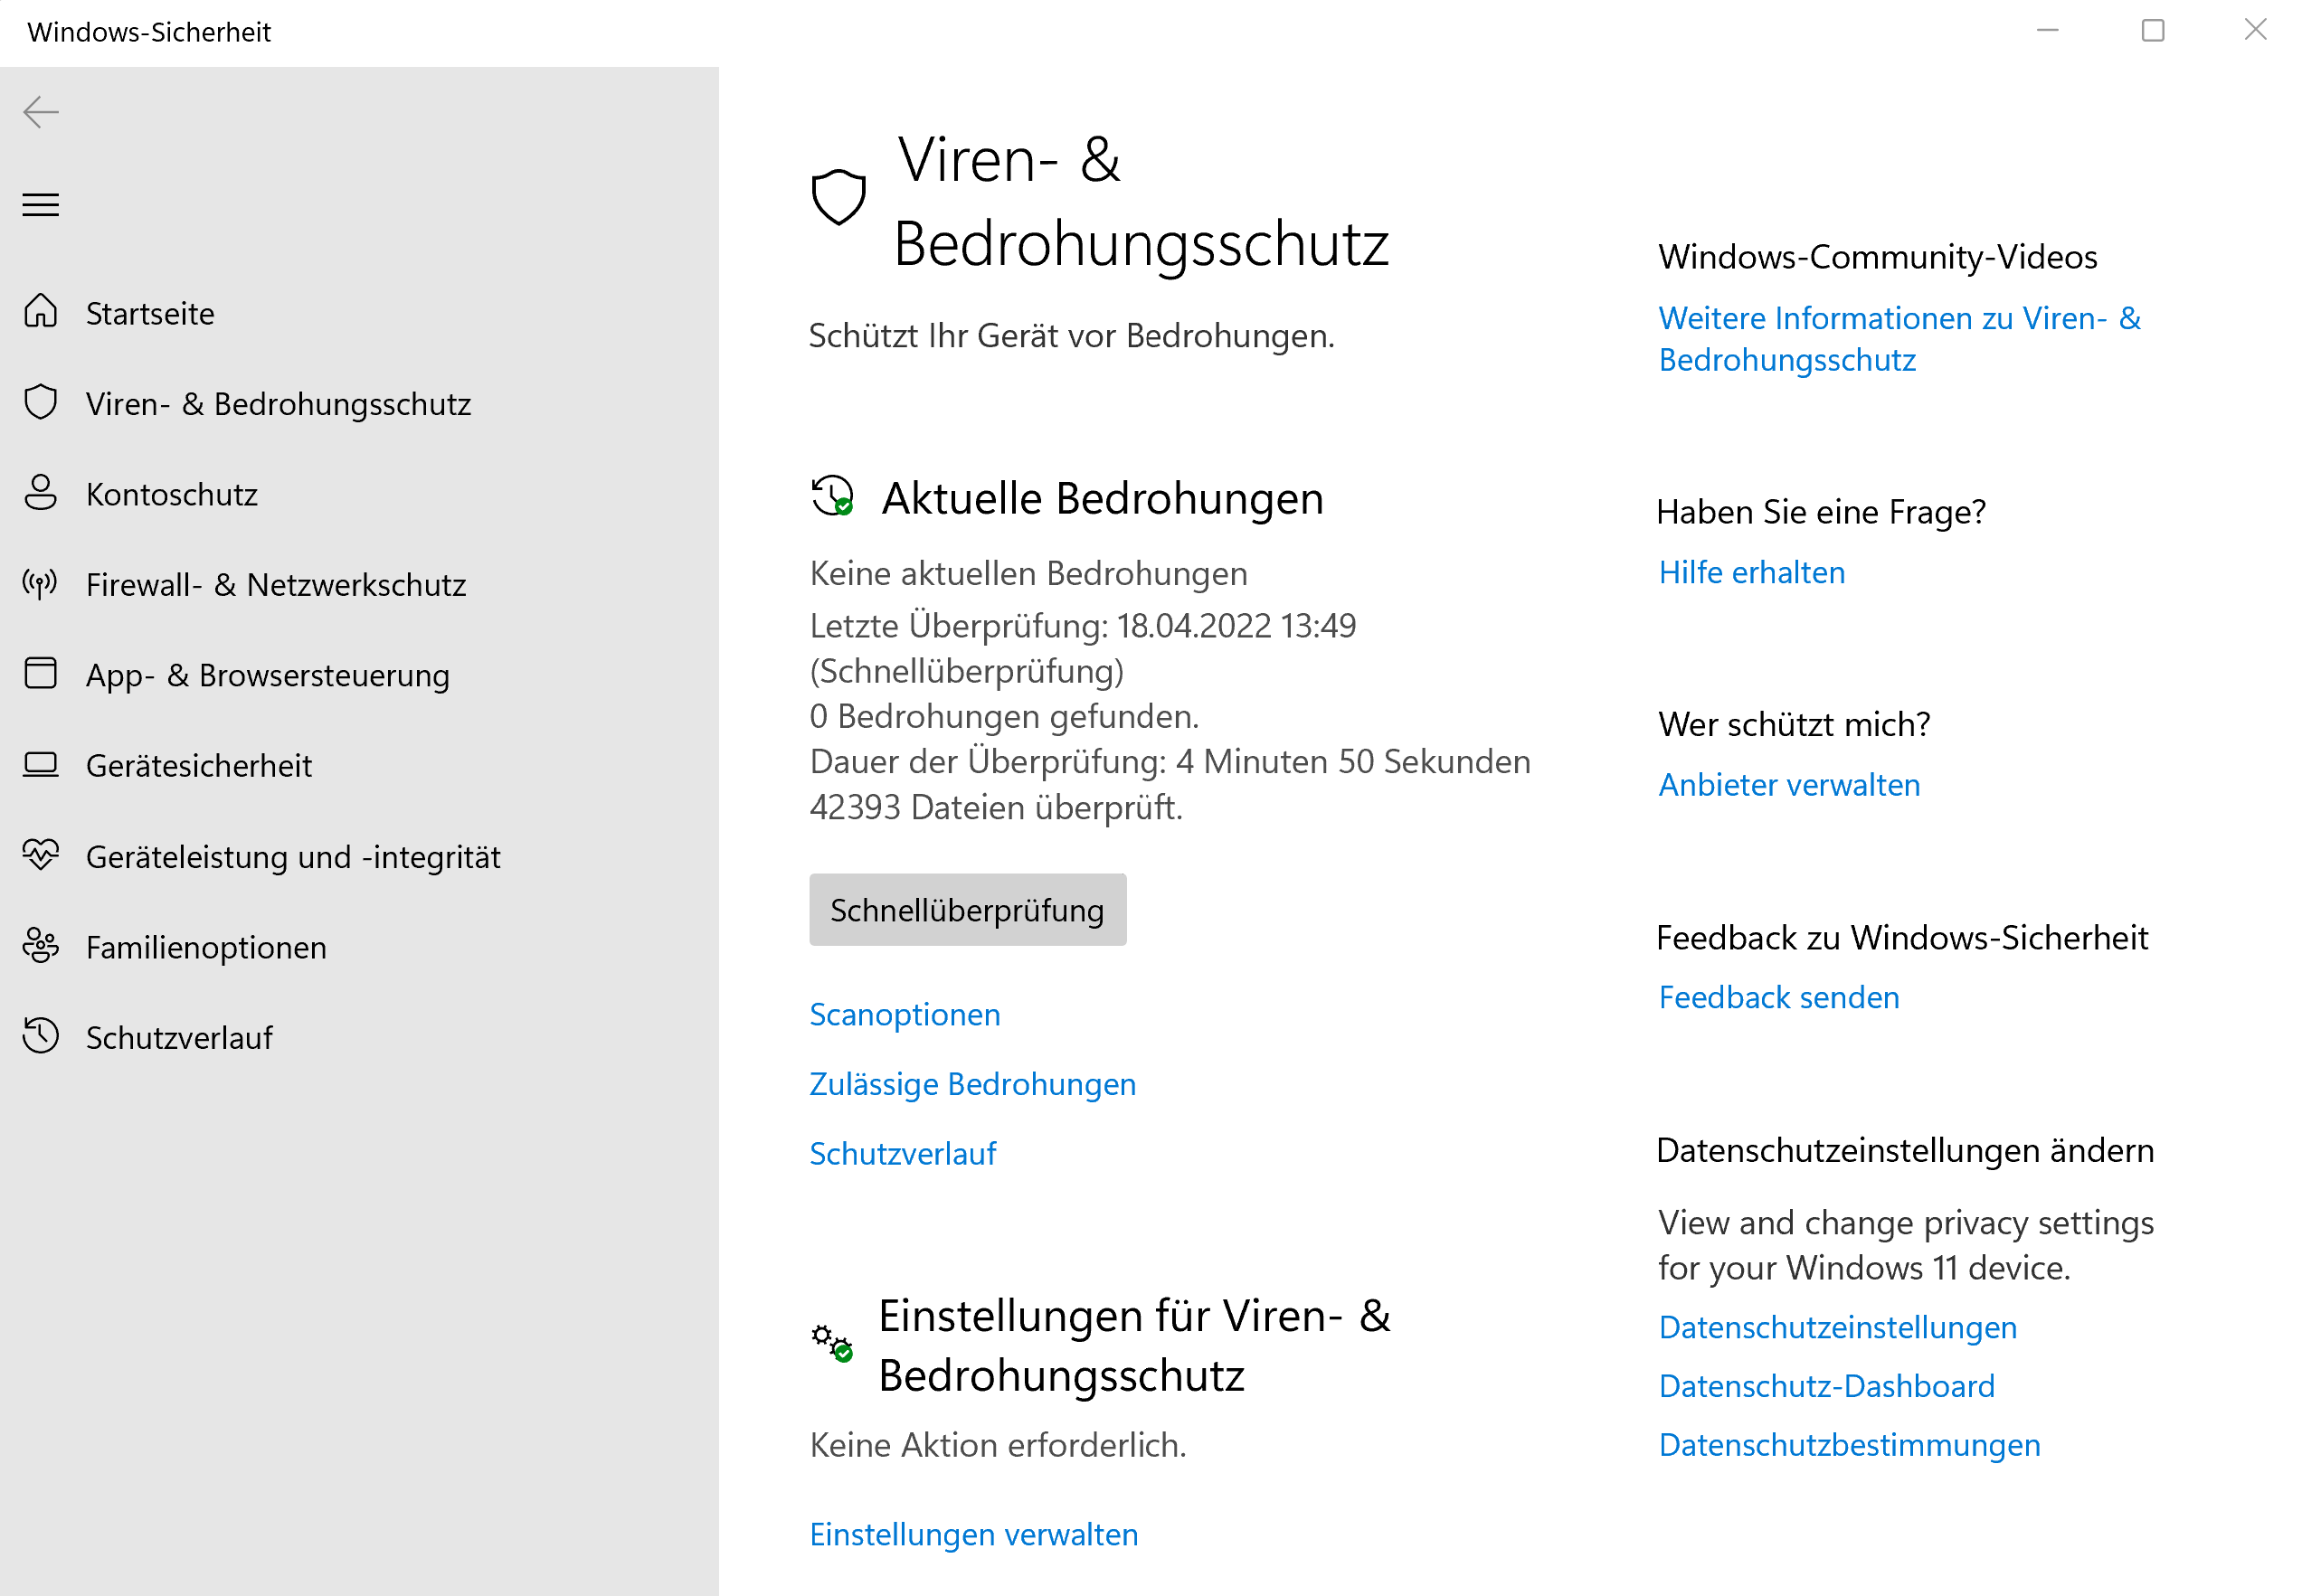 Windows-Sicherheit
Startseite
Viren- & Bedrohungsschutz
Kontoschutz
Firewall- & Netzwerkschutz
App- & Browsersteuerung
Gerätesicherheit
Geräteleistung und -integrität
Familienoptionen
Schutzverlauf
Viren- &
Bedrohungsschutz
Schützt Ihr Gerät vor Bedrohungen.
Aktuelle Bedrohungen
Keine aktuellen Bedrohungen
Letzte Überprüfung: 18.04.2022 13:49
(Schnellüberprüfung)
0 Bedrohungen gefunden.
Dauer der Überprüfung: 4 Minuten 50 Sekunden
42393 Dateien überprüft.
Schnellüberprüfung
Scanoptionen
Zulässige Bedrohungen
Schutzverlauf
Einstellungen für Viren- &
Bedrohungsschutz
Keine Aktion erforderlich.
Einstellungen verwalten
Windows-Community-Videos
Weitere Informationen zu Viren- &
Bedrohungsschutz
Haben Sie eine Frage?
Hilfe erhalten
Wer schützt mich?
Anbieter verwalten
Feedback zu Windows-Sicherheit
Feedback senden
Datenschutzeinstellungen ändern
View and change privacy settings
for your Windows 11 device.
Datenschutzeinstellungen
Datenschutz-Dashboard
Datenschutzbestimmungen